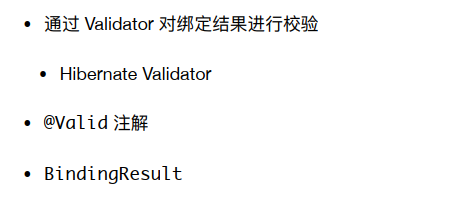 • 通过 Validator 对绑定结果进行校验
• Hibernate Validator
• @Valid 注解
• BindingResult